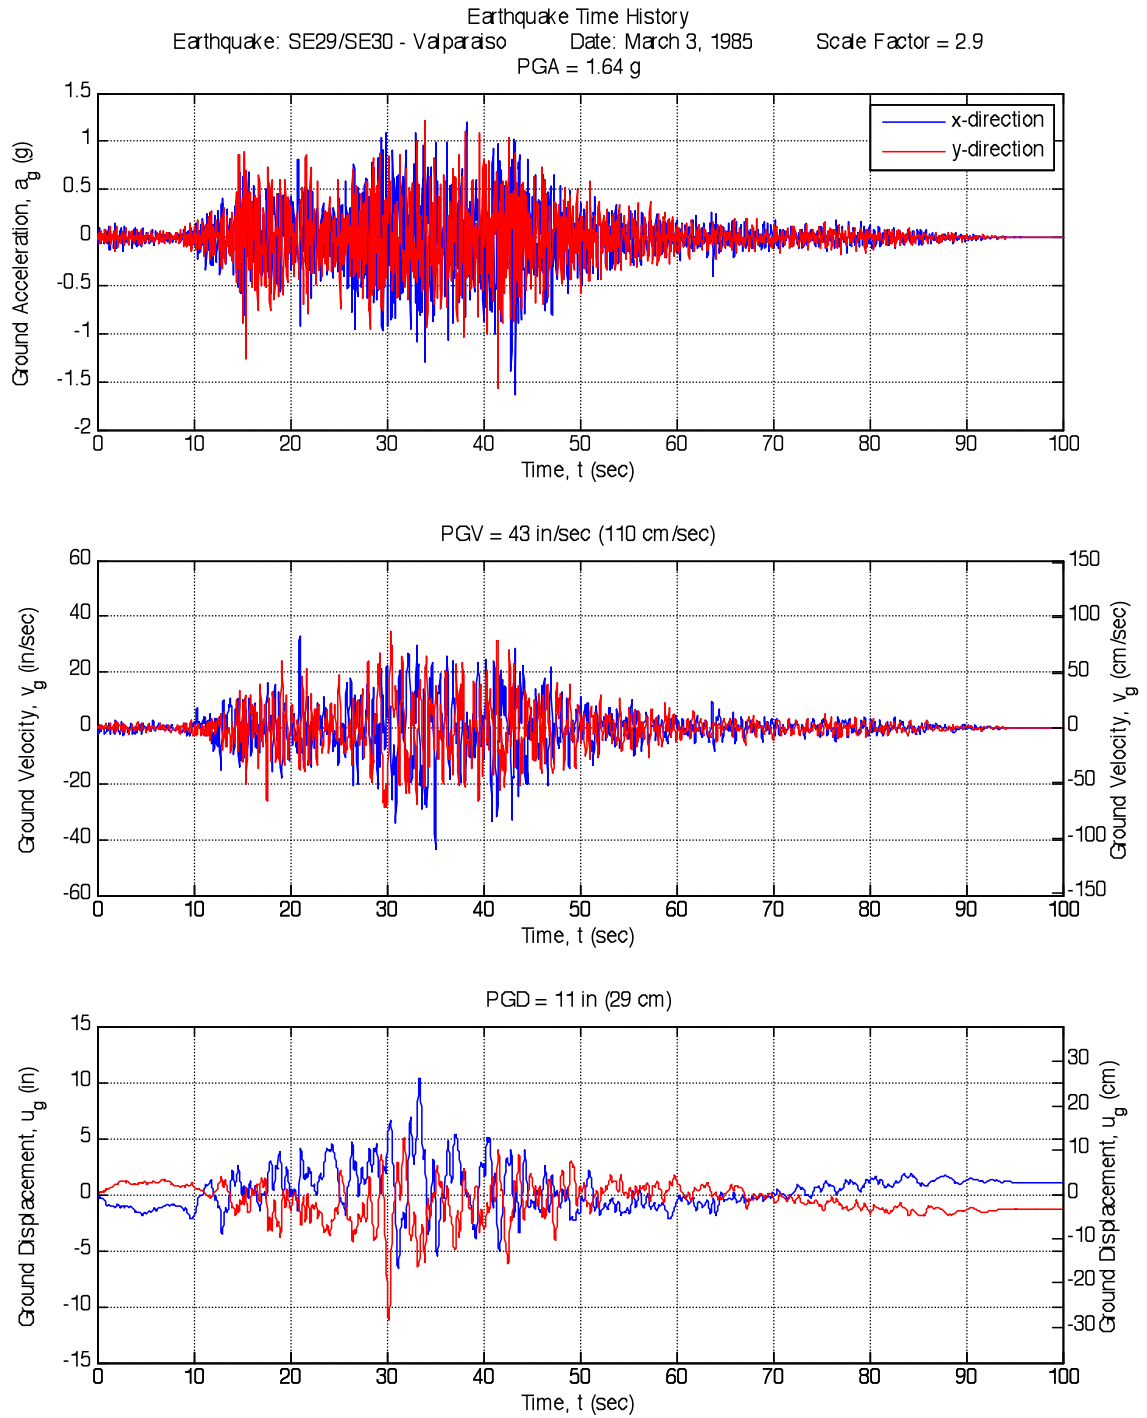 Earthquake Time History
Earthquake: SE29/SE30 - Valparaiso Date: March 3, 1985 Scale Factor = 2.9
PGA = 1.64 g
1.5
1
0.5
0
-0.5
-1
-1.5
-2
Ground Acceleration, a_g (g)
x-direction
y-direction
0 10 20 30 40 50 60 70 80 90 100
Time, t (sec)
PGV = 43 in/sec (110 cm/sec)
60
40
20
0
-20
-40
-60
Ground Velocity, v_g (in/sec)
150
100
50
0
-50
-100
-150
Ground Velocity, v_g (cm/sec)
0 10 20 30 40 50 60 70 80 90 100
Time, t (sec)
PGD = 11 in (29 cm)
15
10
5
0
-5
-10
-15
Ground Displacement, u_g (in)
30
20
10
0
-10
-20
-30
Ground Displacement, u_g (cm)
0 10 20 30 40 50 60 70 80 90 100
Time, t (sec)